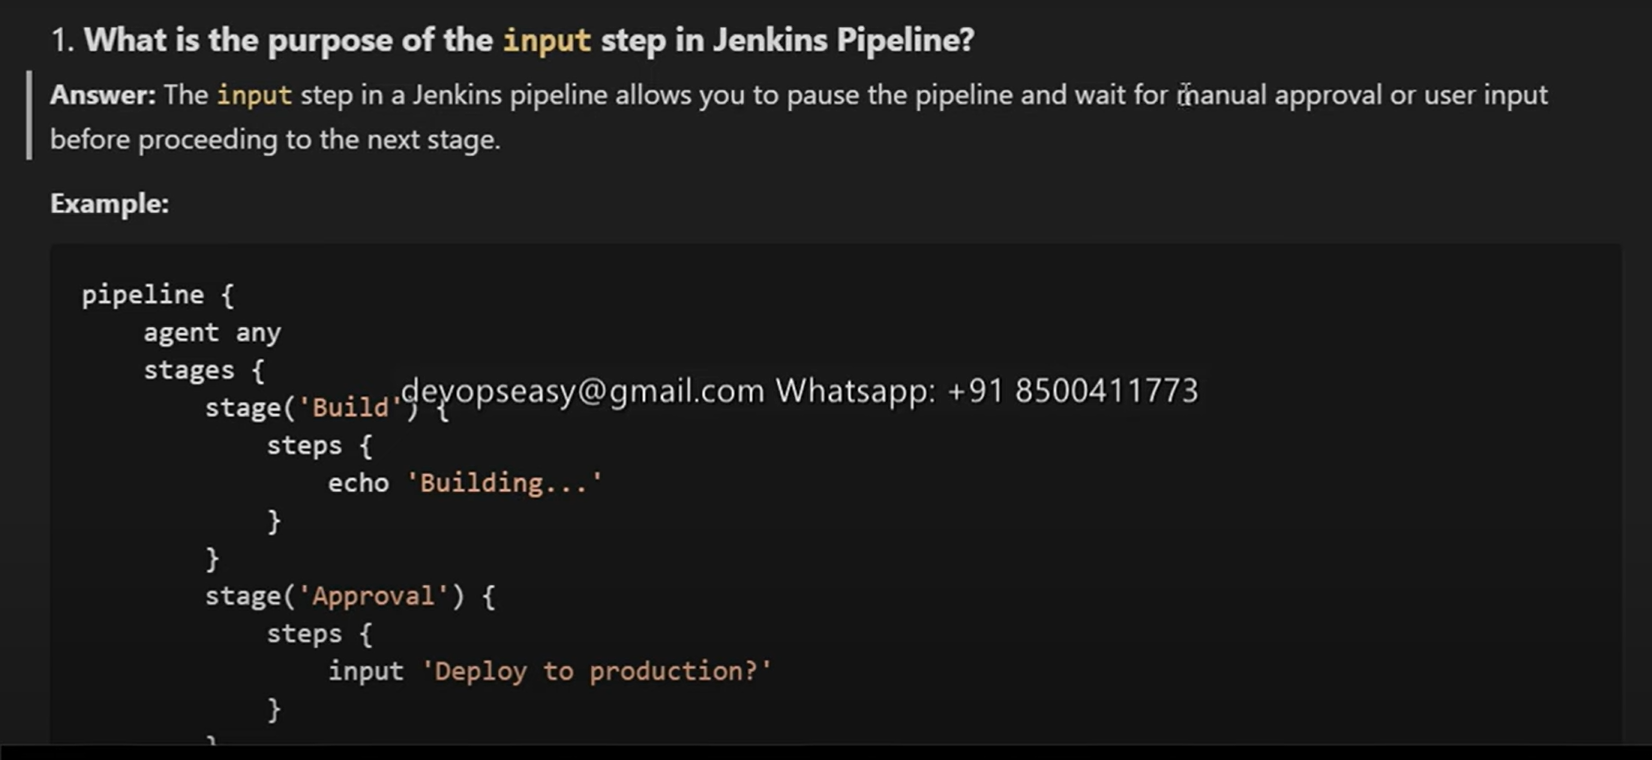 1. What is the purpose of the input step in Jenkins Pipeline?
Answer: The input step in a Jenkins pipeline allows you to pause the pipeline and wait for manual approval or user input
before proceeding to the next stage.
Example:
pipeline {
    agent any
    stages {
devopseasy@gmail.com Whatsapp: +91 8500411773
        stage('Build') {
            steps {
                echo 'Building...'
            }
        }
        stage('Approval') {
            steps {
                input 'Deploy to production?'
            }
        }